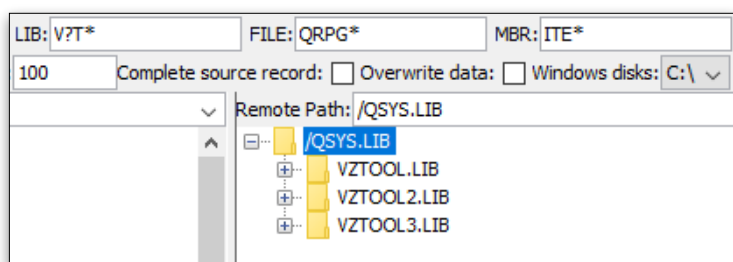 LIB: V?T* FILE: QRPG* MBR: ITE*
100 Complete source record: Overwrite data: Windows disks: C:\
Remote Path: /QSYS.LIB
/QSYS.LIB
VZTOOL.LIB
VZTOOL2.LIB
VZTOOL3.LIB